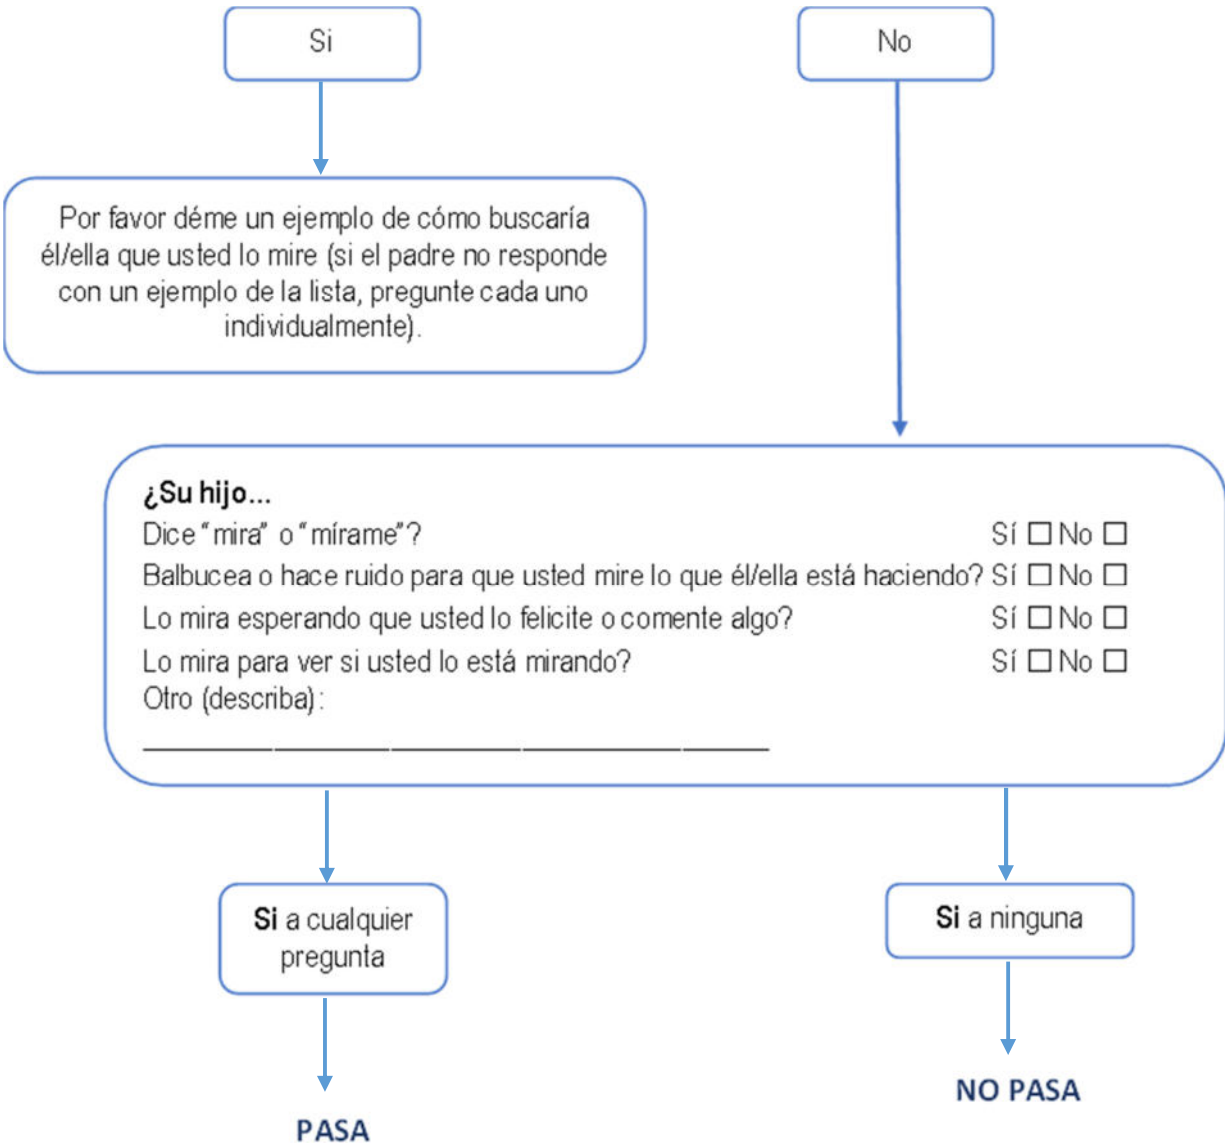 Si
No
Por favor déme un ejemplo de cómo buscaría
él/ella que usted lo mire (si el padre no responde
con un ejemplo de la lista, pregunte cada uno
individualmente).
¿Su hijo...
Dice “mira” o “mírame”? Sí ☐ No ☐
Balbucea o hace ruido para que usted mire lo que él/ella está haciendo? Sí ☐ No ☐
Lo mira esperando que usted lo felicite o comente algo? Sí ☐ No ☐
Lo mira para ver si usted lo está mirando? Sí ☐ No ☐
Otro (describa):
Si a cualquier
pregunta
Si a ninguna
PASA
NO PASA